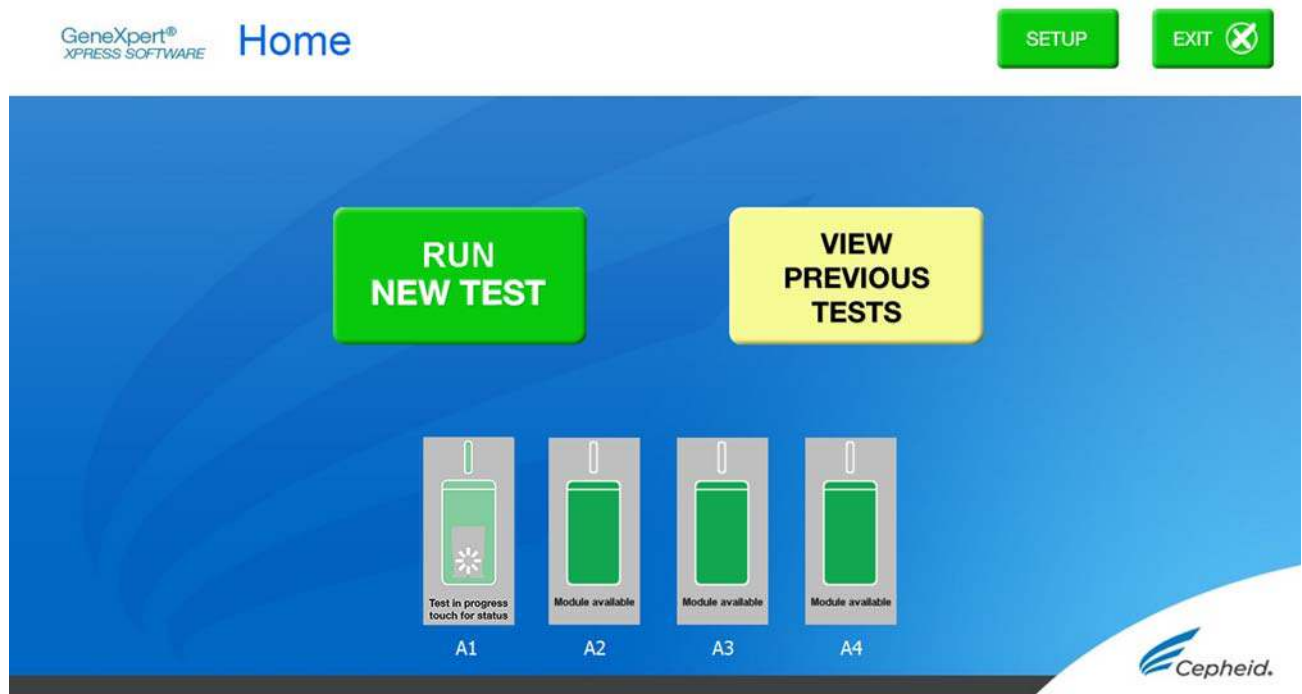 GeneXpert®
XPRESS SOFTWARE
Home
SETUP
EXIT
RUN
NEW TEST
VIEW
PREVIOUS
TESTS
Test in progress
touch for status
Module available
Module available
Module available
A1
A2
A3
A4
Cepheid.